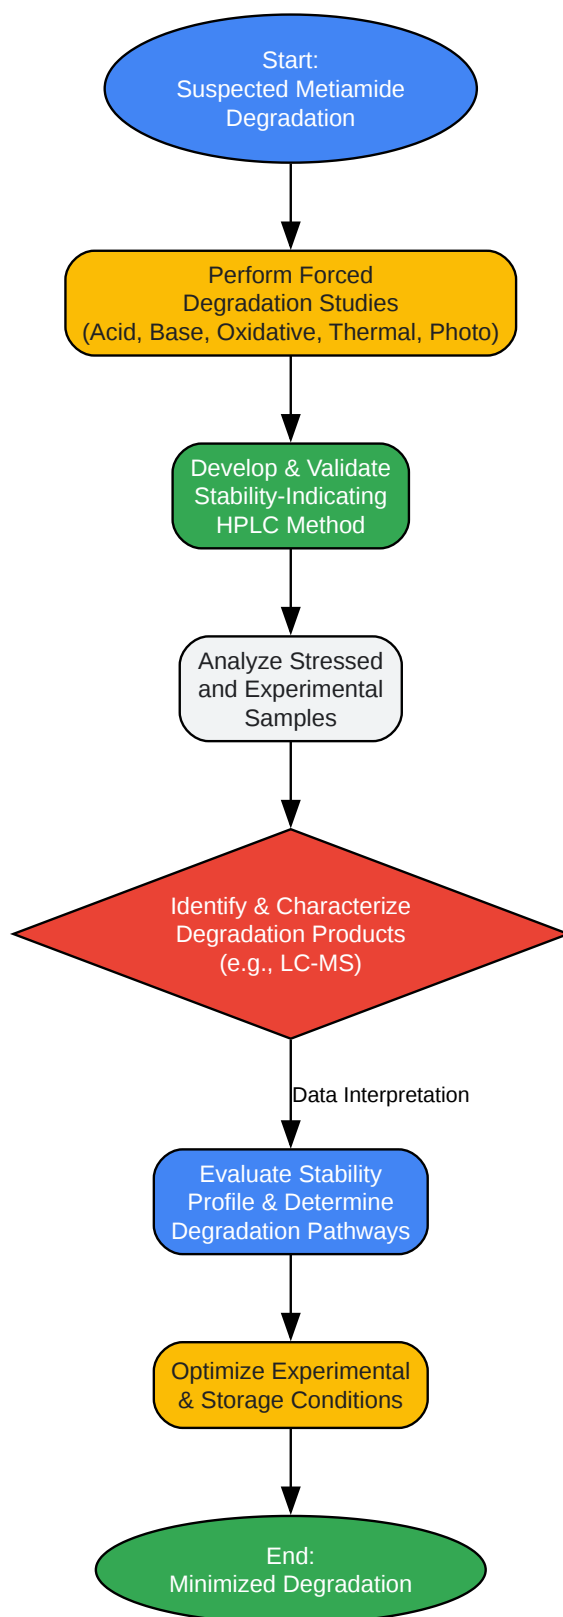 Start:
Suspected Metiamide
Degradation
Perform Forced
Degradation Studies
(Acid, Base, Oxidative, Thermal, Photo)
Develop & Validate
Stability-Indicating
HPLC Method
Analyze Stressed
and Experimental
Samples
Identify & Characterize
Degradation Products
(e.g., LC-MS)
Data Interpretation
Evaluate Stability
Profile & Determine
Degradation Pathways
Optimize Experimental
& Storage Conditions
End:
Minimized Degradation